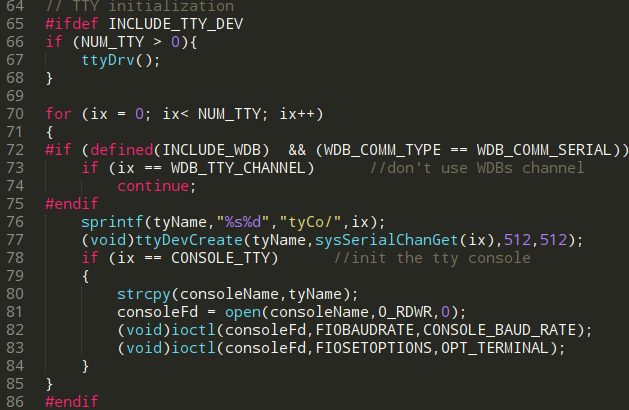 64 // TTY initialization
65 #ifdef INCLUDE_TTY_DEV
66 if (NUM_TTY > 0){
67     ttyDrv();
68 }
69
70 for (ix = 0; ix< NUM_TTY; ix++)
71 {
72 #if (defined(INCLUDE_WDB)  && (WDB_COMM_TYPE == WDB_COMM_SERIAL))
73     if (ix == WDB_TTY_CHANNEL)      //don't use WDBs channel
74         continue;
75 #endif
76     sprintf(tyName,"%s%d","tyCo/",ix);
77     (void)ttyDevCreate(tyName,sysSerialChanGet(ix),512,512);
78     if (ix == CONSOLE_TTY)      //init the tty console
79     {
80         strcpy(consoleName,tyName);
81         consoleFd = open(consoleName,O_RDWR,0);
82         (void)ioctl(consoleFd,FIOBAUDRATE,CONSOLE_BAUD_RATE);
83         (void)ioctl(consoleFd,FIOSETOPTIONS,OPT_TERMINAL);
84     }
85 }
86 #endif